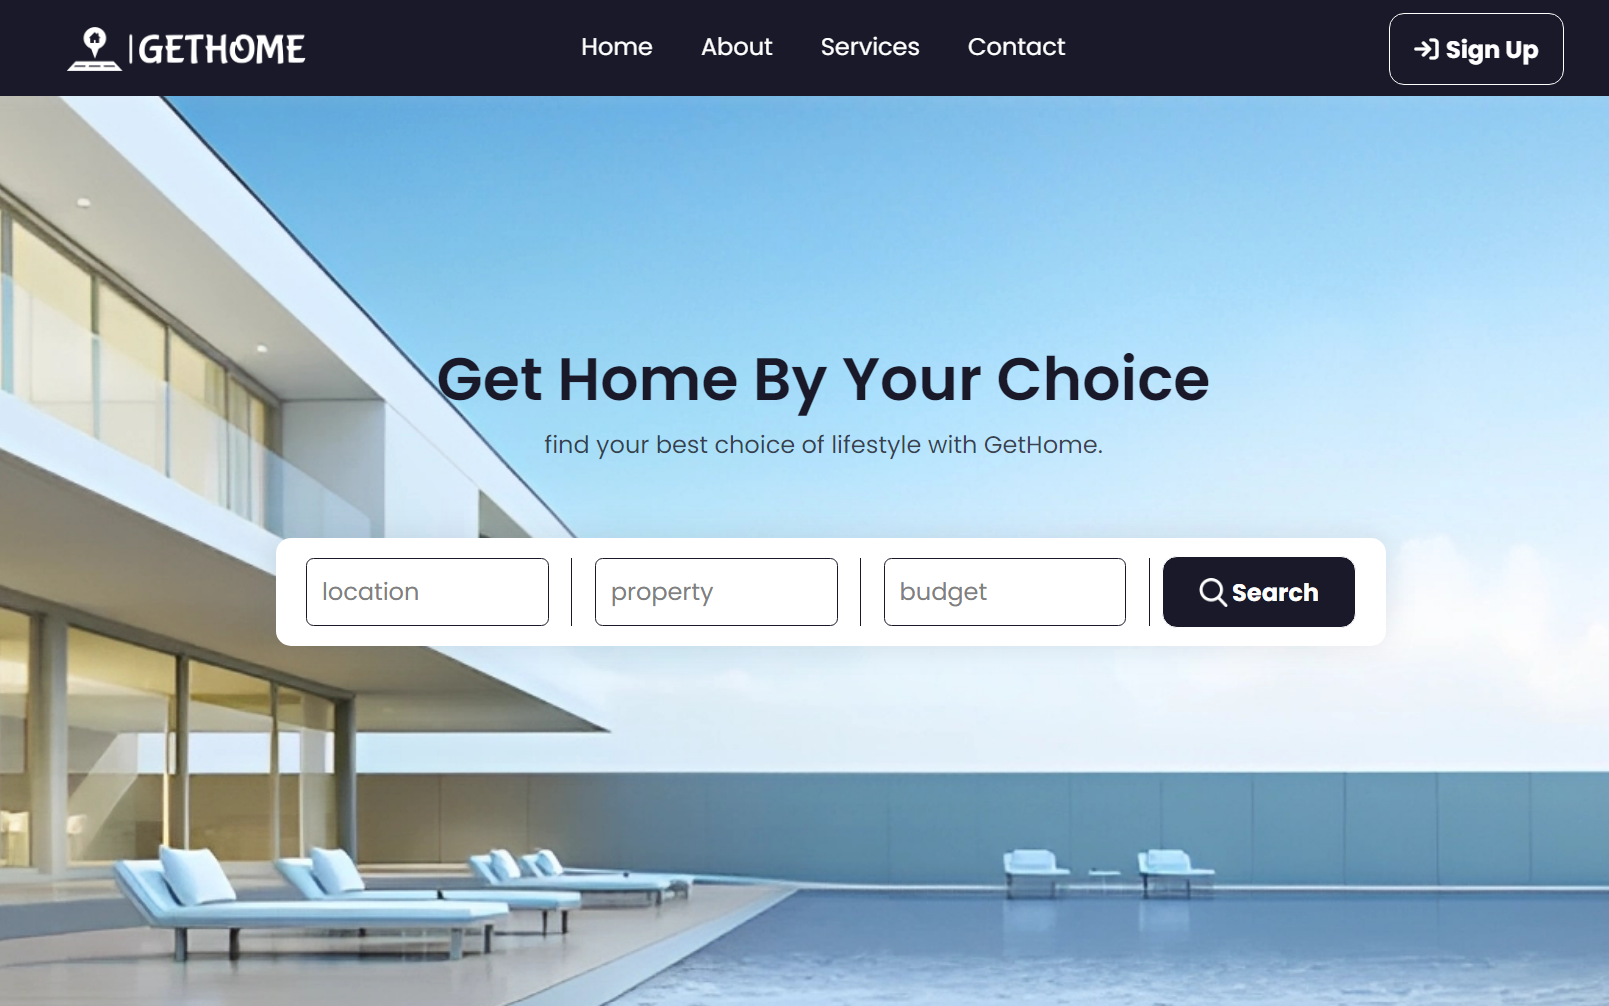 GETHOME
Home About Services Contact
Sign Up
Get Home By Your Choice
find your best choice of lifestyle with GetHome.
location property budget Search